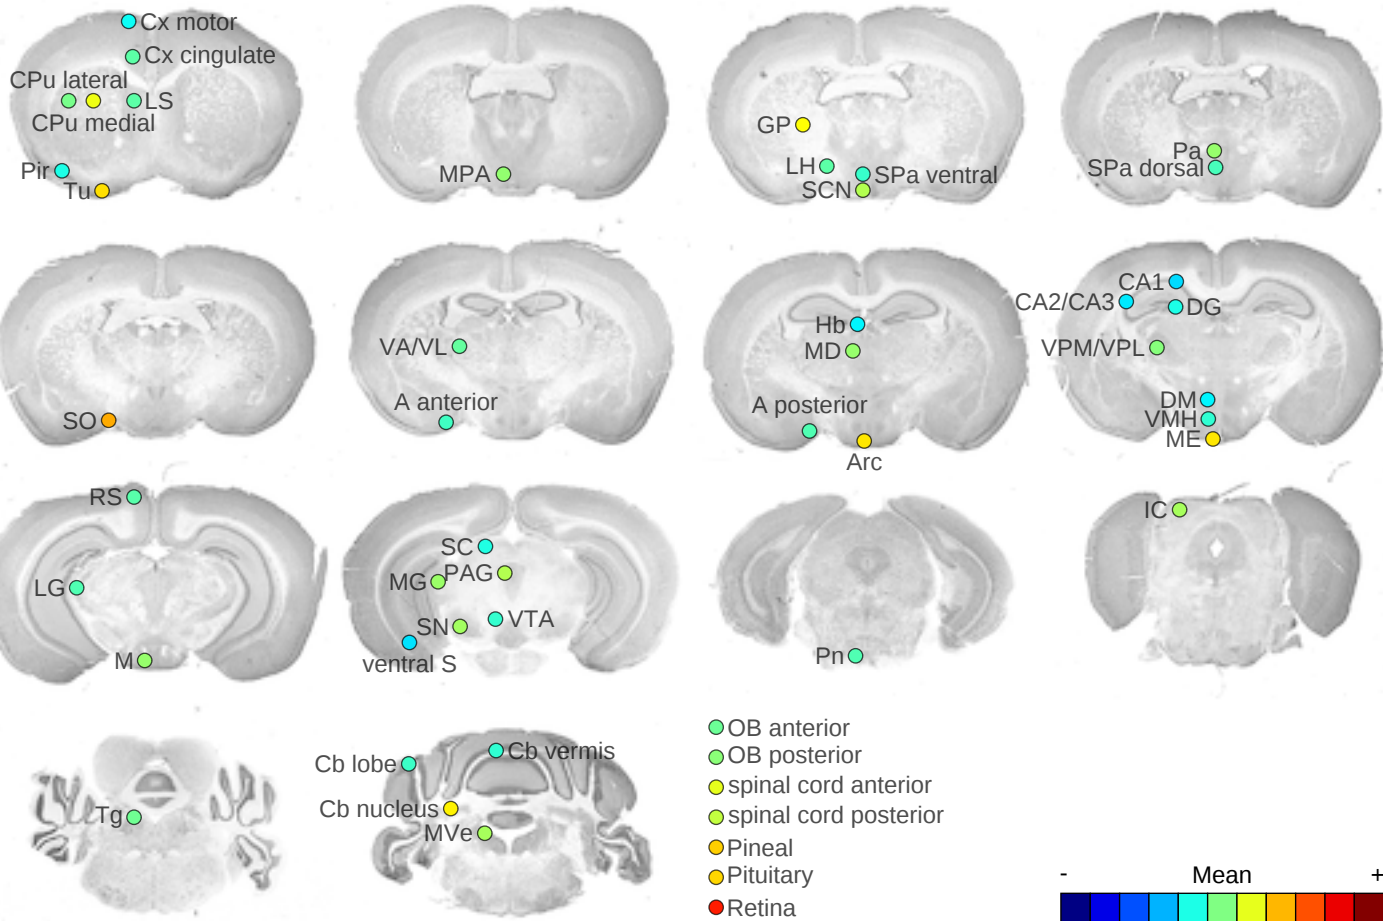 Cx motor
Cx cingulate
CPu lateral
LS
CPu medial
Pir
Tu
MPA
GP
LH
SPa ventral
SCN
Pa
SPa dorsal
SO
VA/VL
A anterior
Hb
MD
A posterior
Arc
CA1
CA2/CA3
DG
VPM/VPL
DM
VMH
ME
RS
LG
M
SC
MG
PAG
SN
VTA
ventral S
Pn
IC
Tg
Cb lobe
Cb vermis
Cb nucleus
MVe
OB anterior
OB posterior
spinal cord anterior
spinal cord posterior
Pineal
Pituitary
Retina
- Mean +